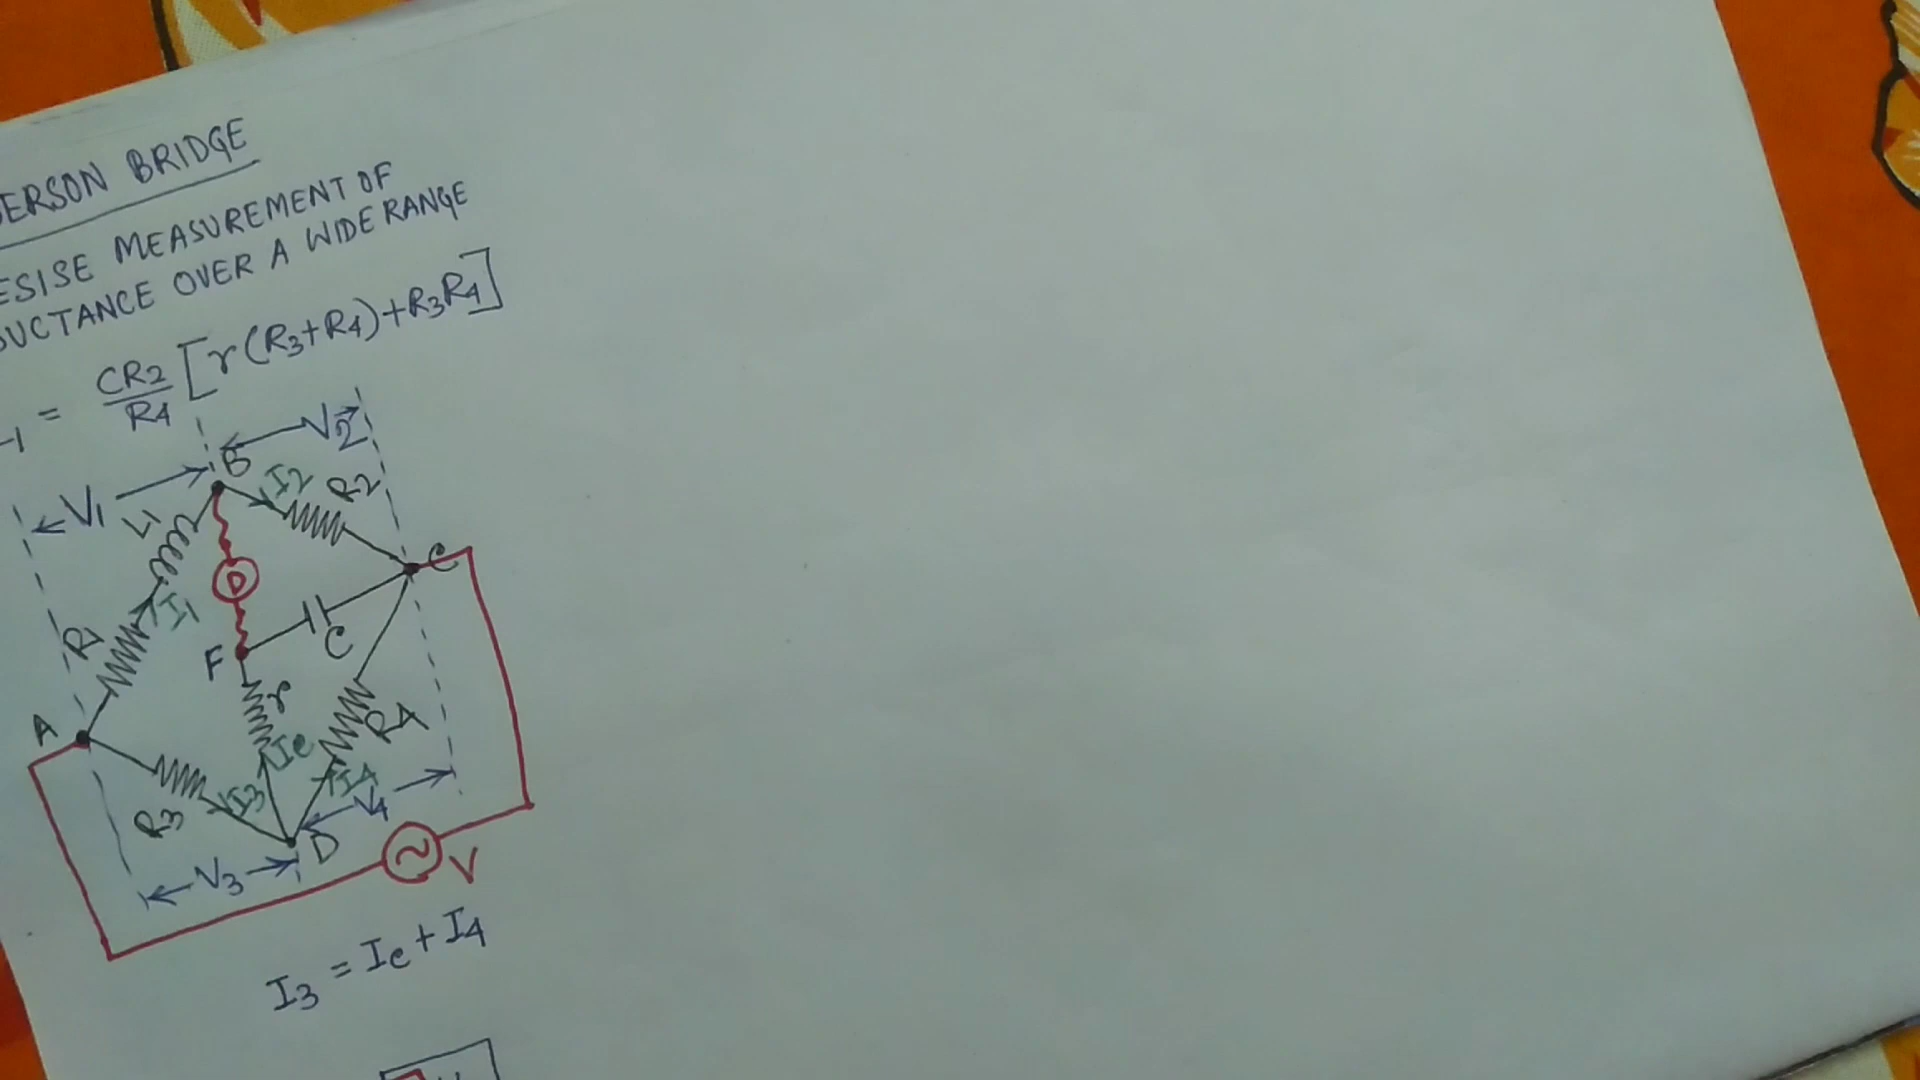 ERSON BRIDGE
ESISE MEASUREMENT OF
DUCTANCE OVER A WIDE RANGE
= CR2/R4 [r(R3+R4)+R3R4]
V2
V1
B
I2
R2
L1
C
D
I1
R1
C
F
r
R4
A
Ic
I4
I3
V4
R3
D
V3
V
I3 = Ic + I4